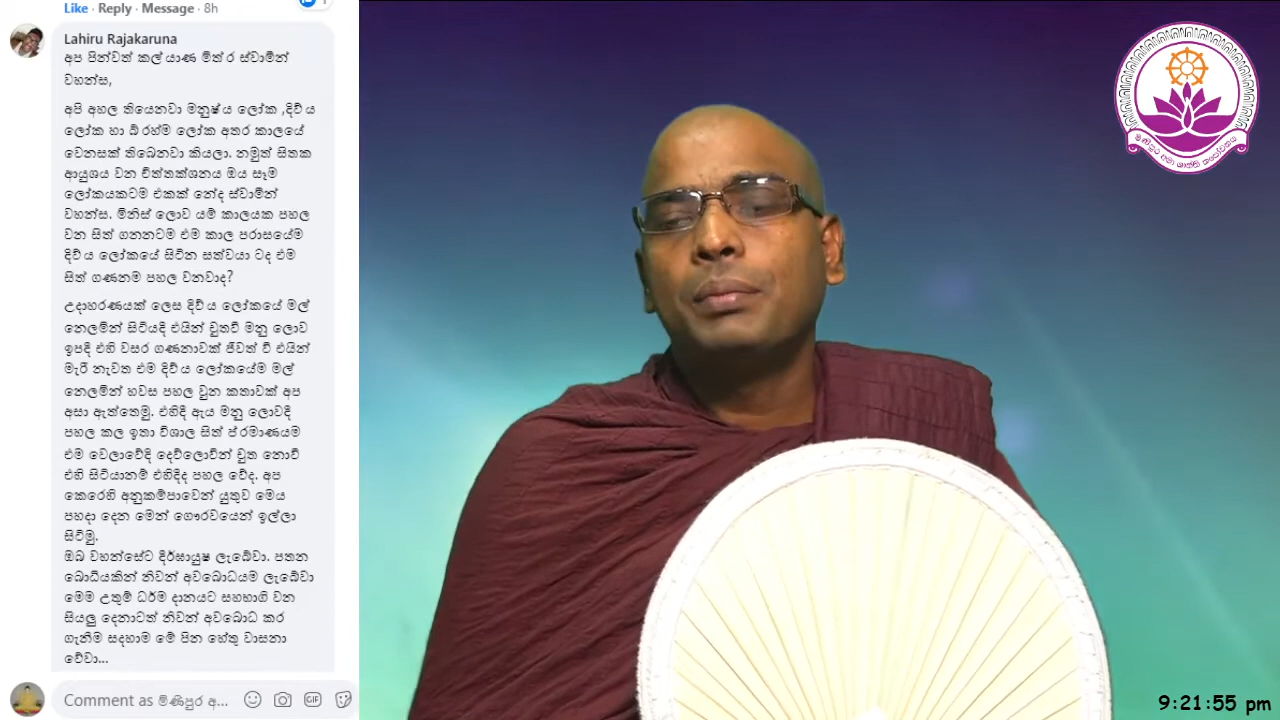 Like · Reply · Message · 8h
Lahiru Rajakaruna
අප පින්වත් කල්යාණ මිත්ර ස්වාමීන්
වහන්ස,
අපි අහල තියෙනවා මනුෂ්ය ලෝක ,දිව්ය
ලෝක හා බ්රහ්ම ලෝක අතර කාලයේ
වෙනසක් තිබෙනවා කියලා. නමුත් සිතක
ආයුශය වන චිත්තක්ශනය ඔය සෑම
ලෝකයකටම එකක් නේද ස්වාමීන්
වහන්ස. මිනිස් ලොව යම් කාලයක පහල
වන සිත් ගනනටම එම කාල පරාසයේම
දිව්ය ලෝකයේ සිටින සත්වයා ටද එම
සිත් ගණනම පහල වනවාද?
උදාහරණයක් ලෙස දිව්ය ලෝකයේ මල්
නෙලමින් සිටියදී එයින් චුතවී මනු ලොව
ඉපදී එහි වසර ගණනාවක් ජීවත් වී එයින්
මැරී නැවත එම දිව්ය ලෝකයේම මල්
නෙලමින් හවස පහල වුන කතාවක් අප
අසා ඇත්තෙමු. එහිදී ඇය මනු ලොවදී
පහල කල ඉතා විශාල සිත් ප්රමාණයම
එම වෙලාවේදි දෙව්ලොවින් චුත නොවී
එහි සිටියානම් එහිදිද පහල වේද. අප
කෙරෙහි අනුකම්පාවෙන් යුතුව මෙය
පහදා දෙන මෙන් ගෞරවයෙන් ඉල්ලා
සිටිමු.
ඔබ වහන්සේට දීර්ඝායුෂ ලැබේවා. පතන
බොධියකින් නිවන් අවබොධයම ලැබේවා
මෙම උතුම් ධර්ම දානයට සහභාගි වන
සියලු දෙනාටත් නිවන් අවබොධ කර
ගැනීම සදහාම මේ පින හේතු වාසනා
වේවා...
Comment as මිණිපුර අ...
9:21:55 pm